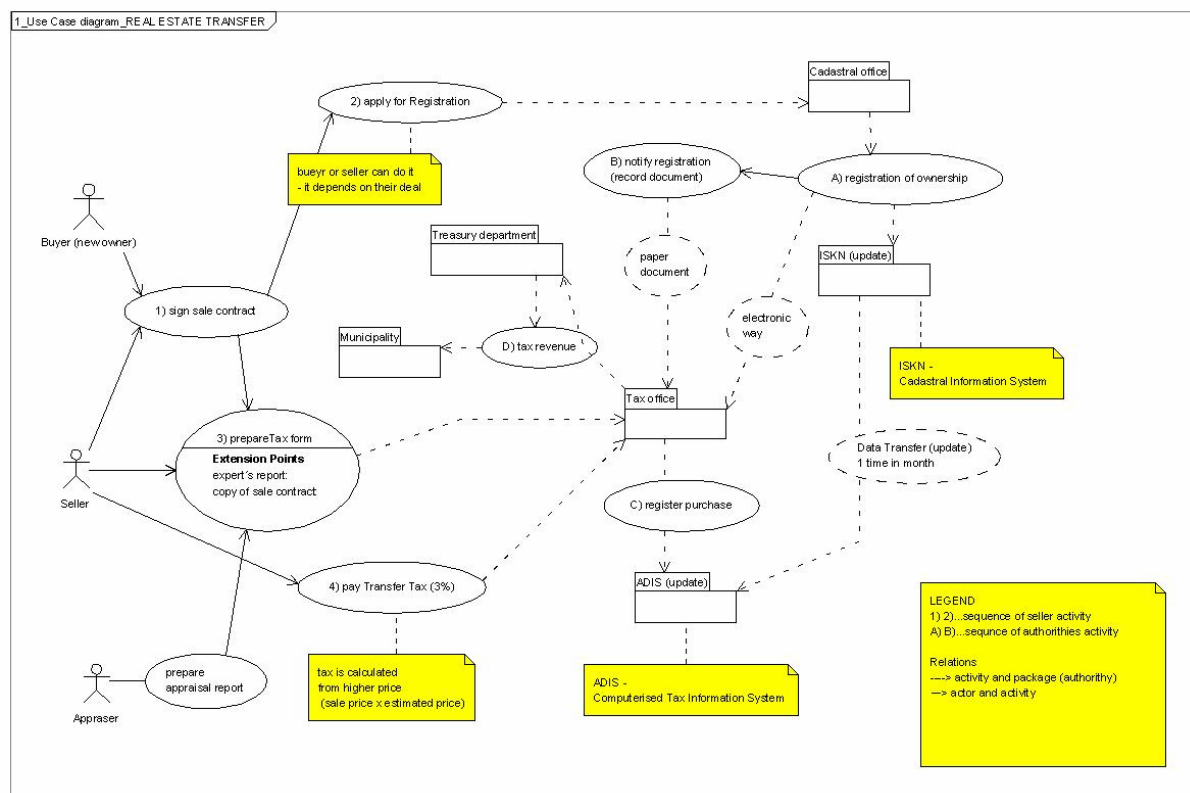 1_Use Case diagram_REAL ESTATE TRANSFER
Cadastral office
2) apply for Registration
bueyr or seller can do it
- it depends on their deal
B) notify registration
(record document)
A) registration of ownership
Buyer (new owner)
Treasury department
paper
document
ISKN (update)
1) sign sale contract
Municipality
D) tax revenue
electronic
way
ISKN -
Cadastral Information System
Tax office
3) prepareTax form
Extension Points
expert´s report:
copy of sale contract
Data Transfer (update)
1 time in month
Seller
C) register purchase
4) pay Transfer Tax (3%)
ADIS (update)
LEGEND
1) 2)...sequence of seller activity
A) B)...sequnce of authorithies activity
Relations
----> activity and package (authorithy)
—> actor and activity
prepare
appraisal report
Appraser
tax is calculated
from higher price
(sale price x estimated price)
ADIS -
Computerised Tax Information System